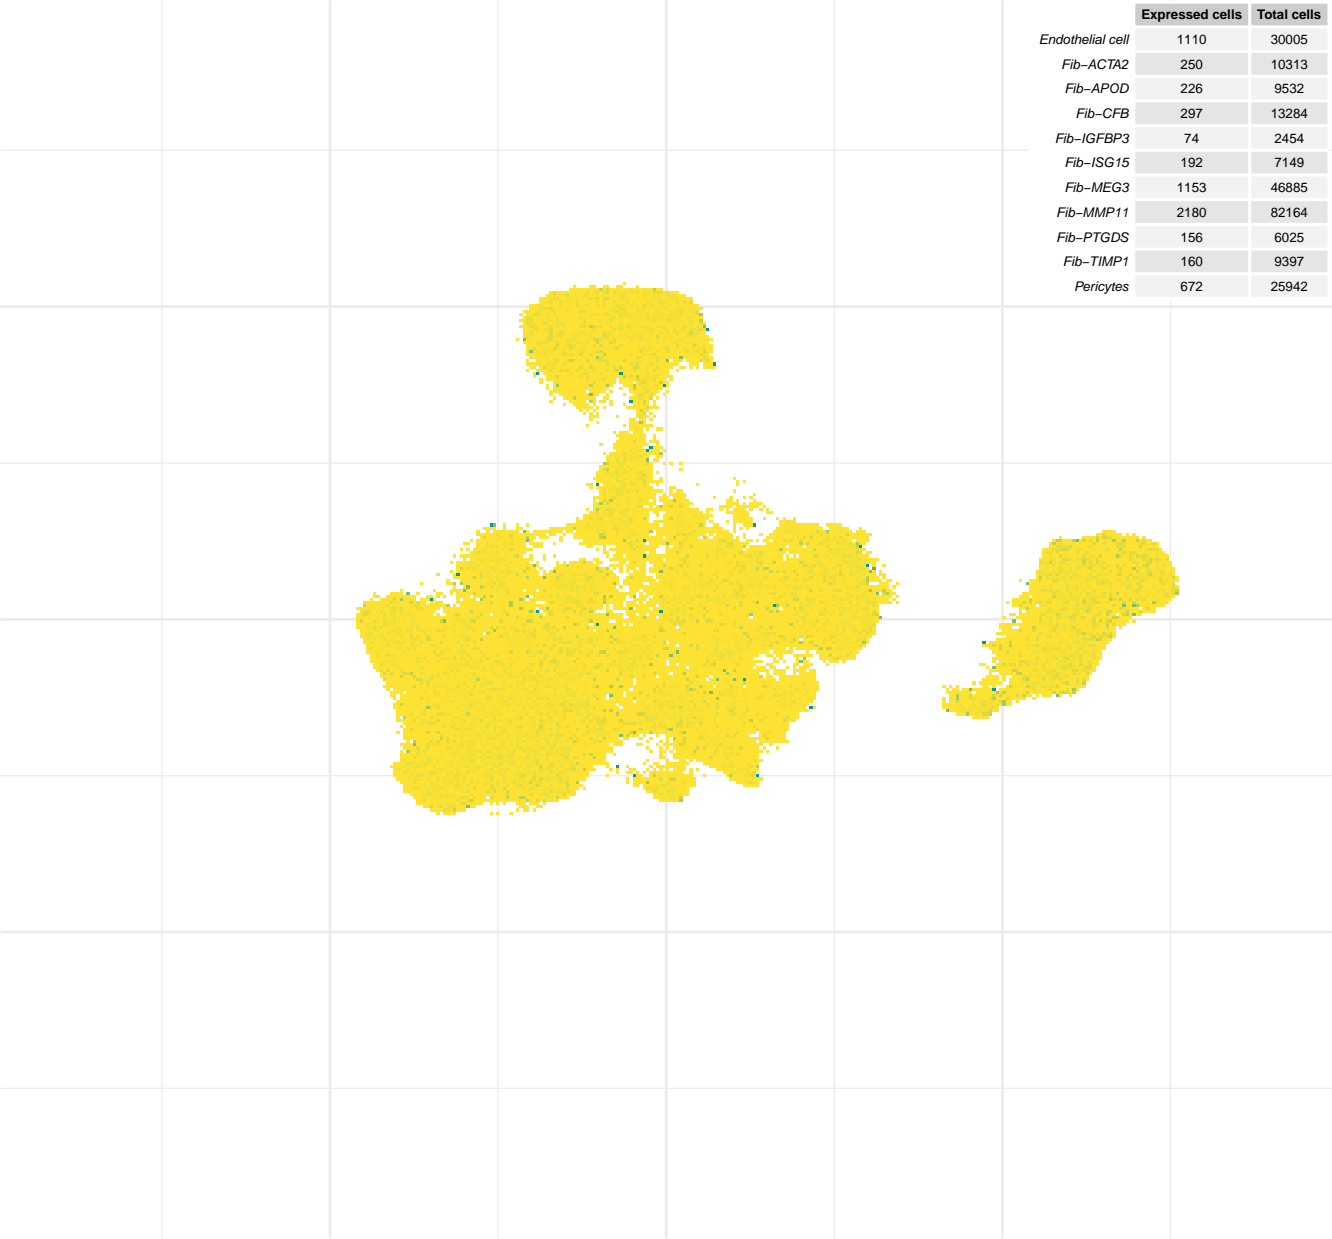 Expressed cells Total cells
Endothelial cell 1110 30005
Fib−ACTA2 250 10313
Fib−APOD 226 9532
Fib−CFB 297 13284
Fib−IGFBP3 74 2454
Fib−ISG15 192 7149
Fib−MEG3 1153 46885
Fib−MMP11 2180 82164
Fib−PTGDS 156 6025
Fib−TIMP1 160 9397
Pericytes 672 25942